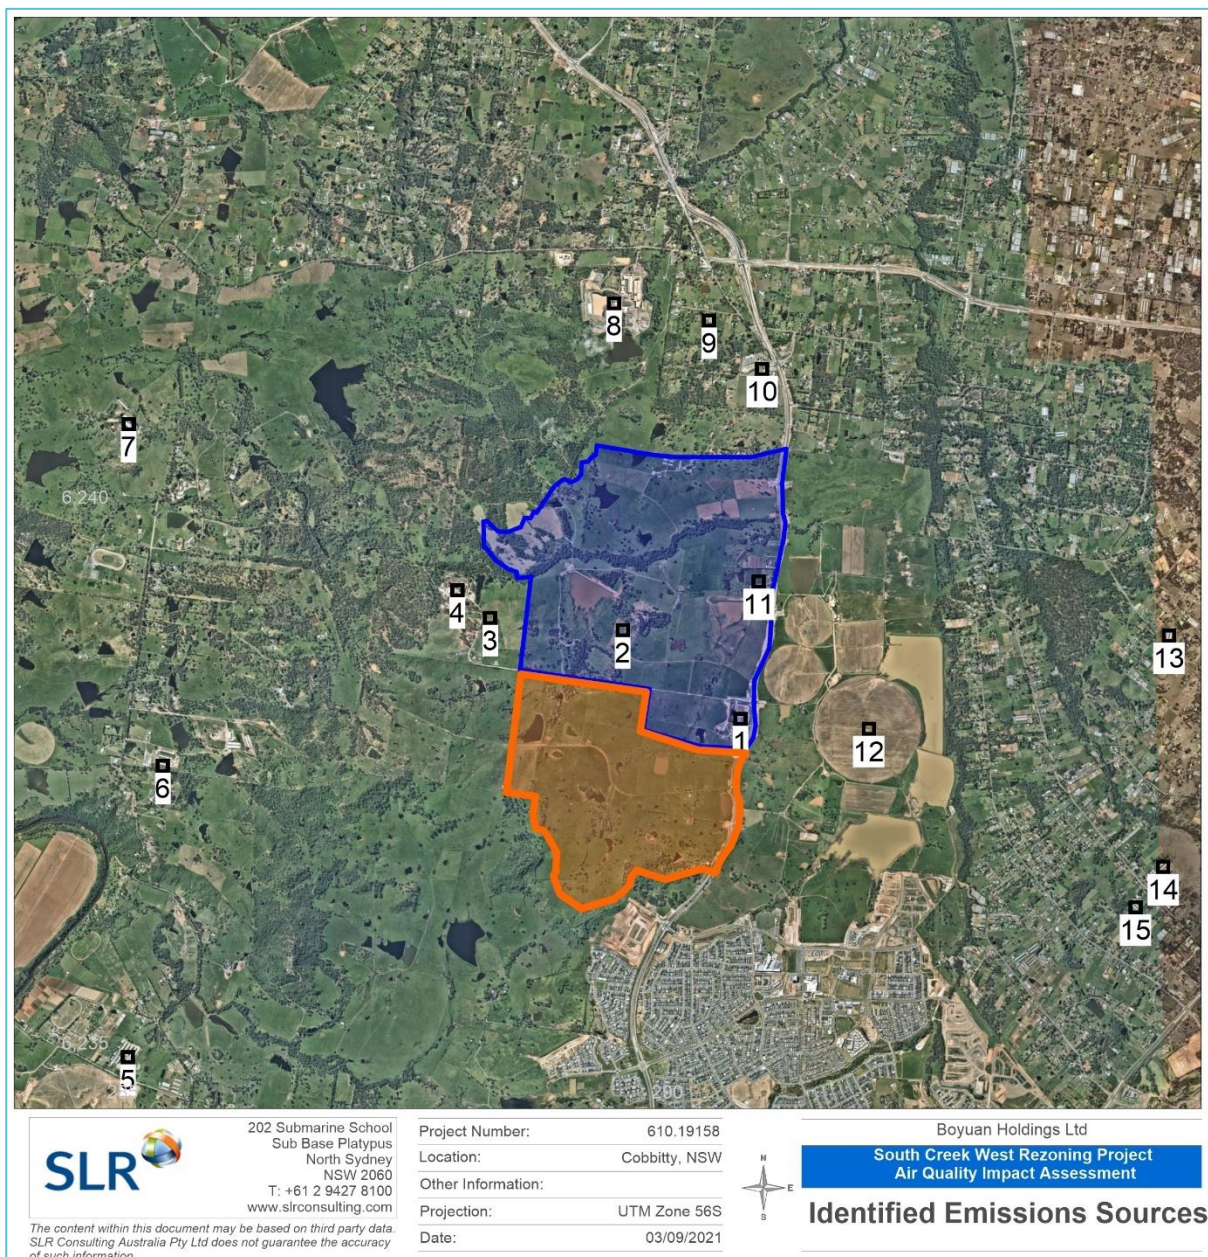 8
9
10
7
6,240
11
4
3
2
13
1
12
6
14
15
6,235
5
290
SLR
202 Submarine School
Sub Base Platypus
North Sydney
NSW 2060
T: +61 2 9427 8100
www.slrconsulting.com
The content within this document may be based on third party data.
SLR Consulting Australia Pty Ltd does not guarantee the accuracy
of such information.
Project Number: 610.19158
Location: Cobbitty, NSW
Other Information:
Projection: UTM Zone 56S
Date: 03/09/2021
N
E
S
Boyuan Holdings Ltd
South Creek West Rezoning Project
Air Quality Impact Assessment
Identified Emissions Sources